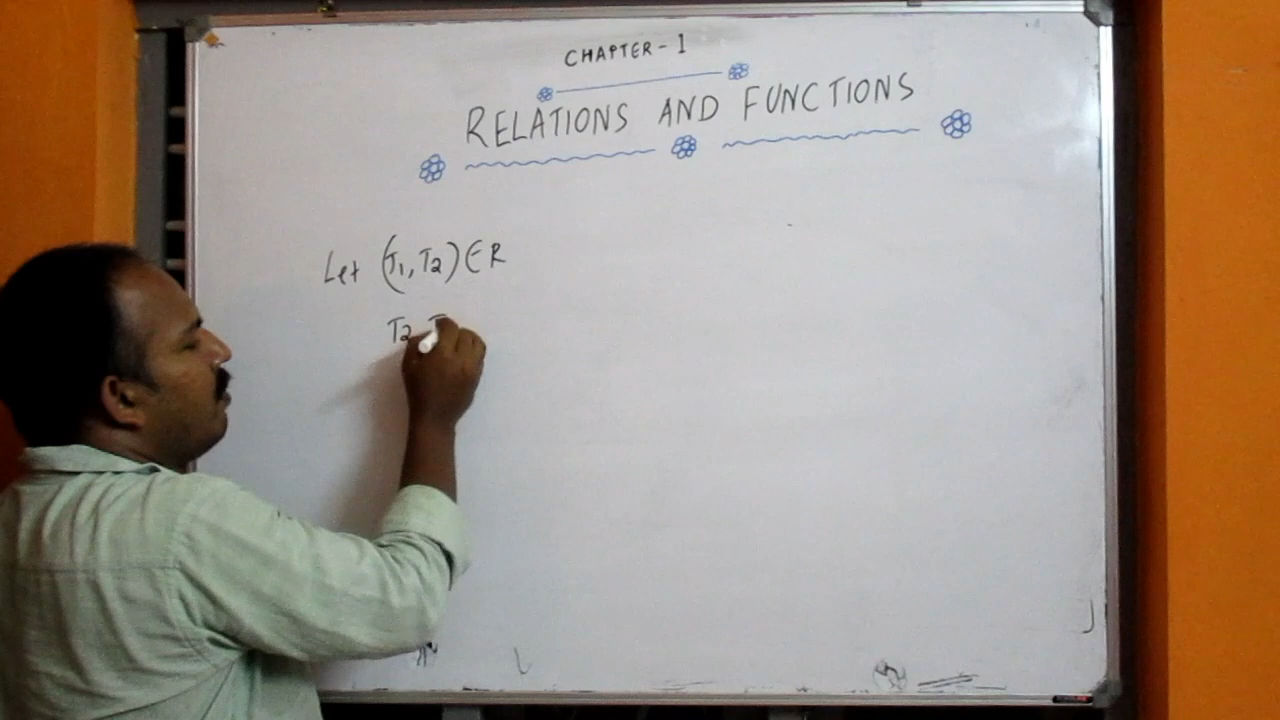 CHAPTER - 1
RELATIONS AND FUNCTIONS
Let (T1, T2) ∈ R
T2 T